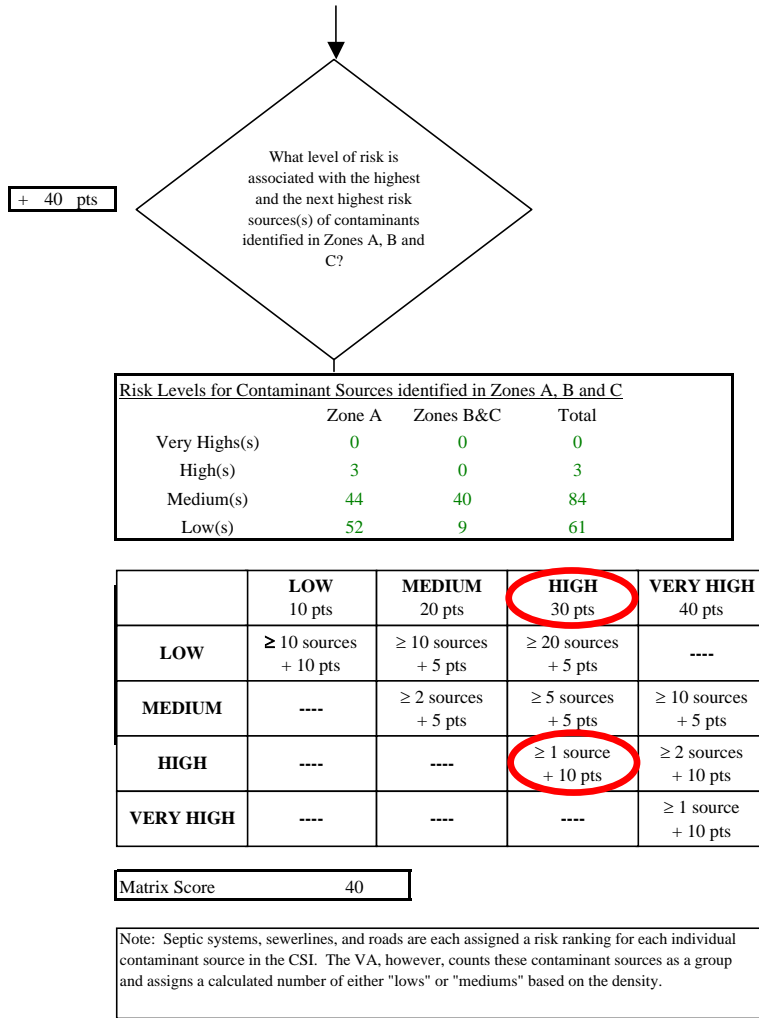 What level of risk is
associated with the highest
and the next highest risk
sources(s) of contaminants
identified in Zones A, B and
C?
+ 40 pts
Risk Levels for Contaminant Sources identified in Zones A, B and C
Zone A Zones B&C Total
Very Highs(s) 0 0 0
High(s) 3 0 3
Medium(s) 44 40 84
Low(s) 52 9 61
LOW MEDIUM HIGH VERY HIGH
10 pts 20 pts 30 pts 40 pts
LOW ≥ 10 sources ≥ 10 sources ≥ 20 sources ----
+ 10 pts + 5 pts + 5 pts
MEDIUM ---- ≥ 2 sources ≥ 5 sources ≥ 10 sources
+ 5 pts + 5 pts + 5 pts
HIGH ---- ---- ≥ 1 source ≥ 2 sources
+ 10 pts + 10 pts
VERY HIGH ---- ---- ---- ≥ 1 source
+ 10 pts
Matrix Score 40
Note: Septic systems, sewerlines, and roads are each assigned a risk ranking for each individual
contaminant source in the CSI. The VA, however, counts these contaminant sources as a group
and assigns a calculated number of either "lows" or "mediums" based on the density.